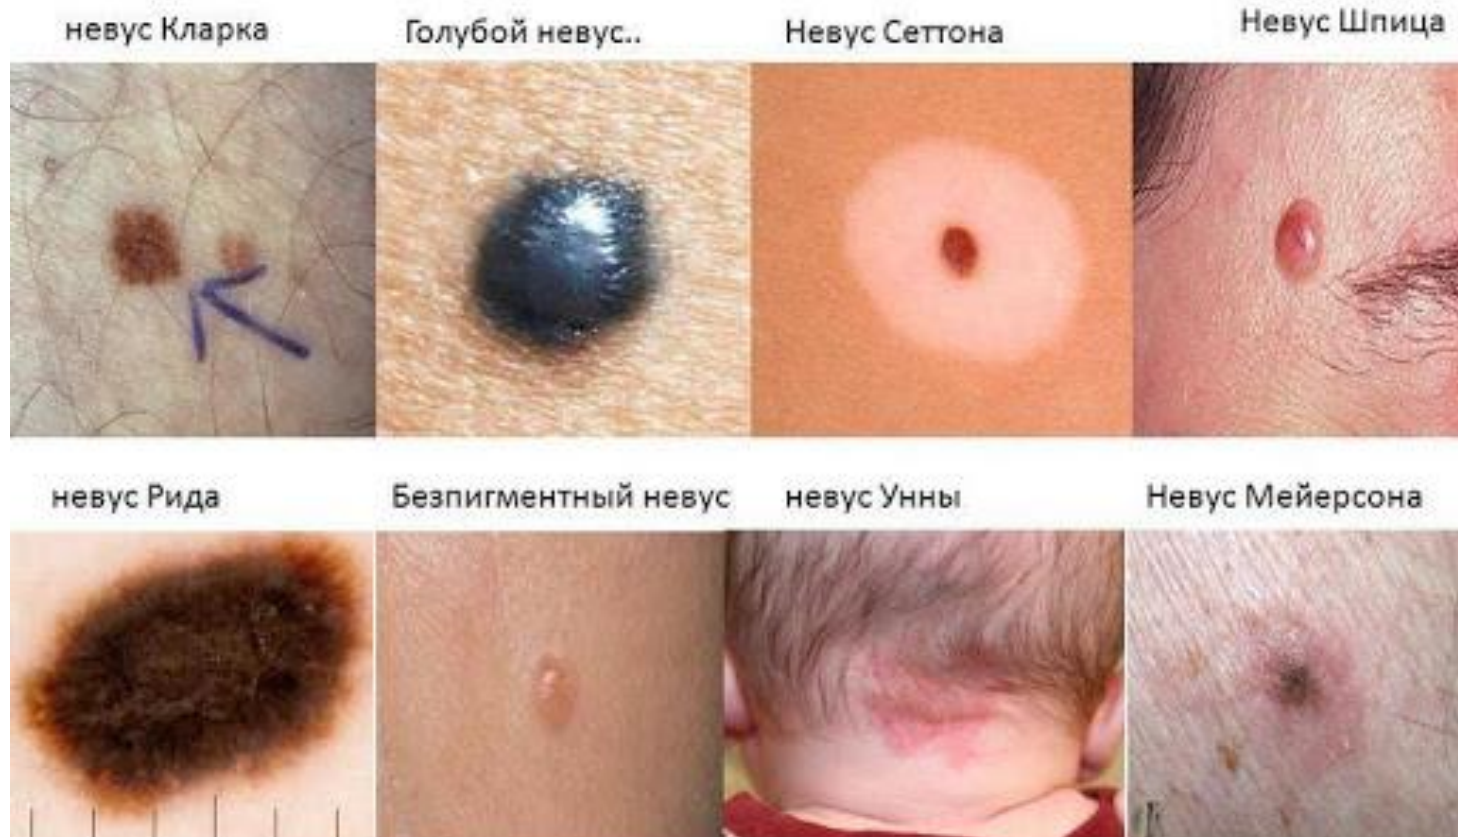 невус Кларка
Голубой невус..
Невус Сеттона
Невус Шпица
невус Рида
Безпигментный невус
невус Унны
Невус Мейерсона